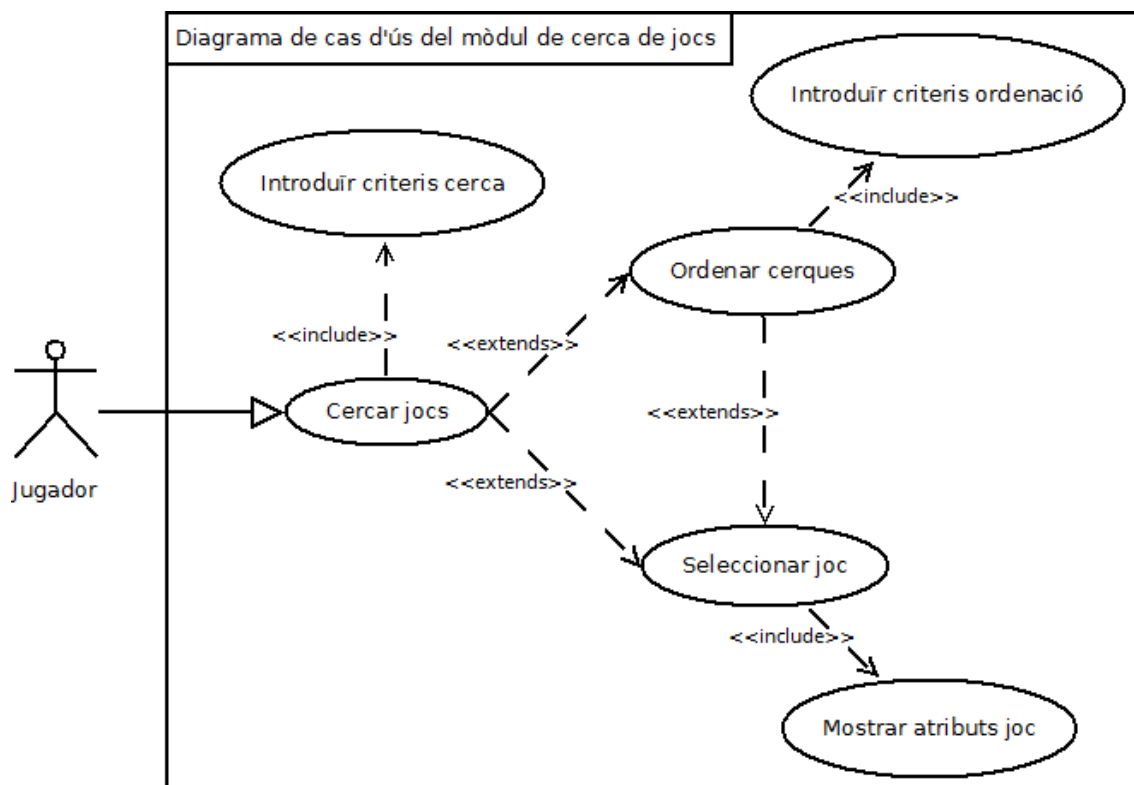 Diagrama de cas d'ús del mòdul de cerca de jocs
Introduïr criteris ordenació
Introduïr criteris cerca
<<include>>
Ordenar cerques
<<include>>
<<extends>>
Cercar jocs
<<extends>>
<<extends>>
Jugador
Seleccionar joc
<<include>>
Mostrar atributs joc